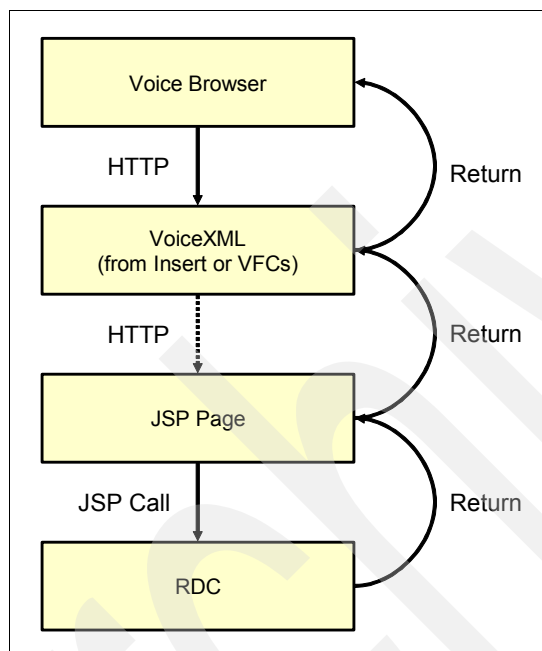 Voice Browser
HTTP
Return
VoiceXML
(from Insert or VFCs)
HTTP
Return
JSP Page
JSP Call
Return
RDC